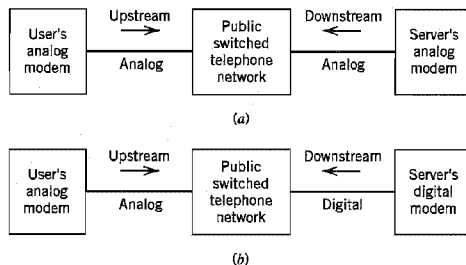 Upstream
Downstream
User's
analog
modem
Public
switched
telephone
network
Server's
analog
modem
Analog
Analog
(a)
Upstream
Downstream
User's
analog
modem
Public
switched
telephone
network
Server's
digital
modem
Analog
Digital
(b)